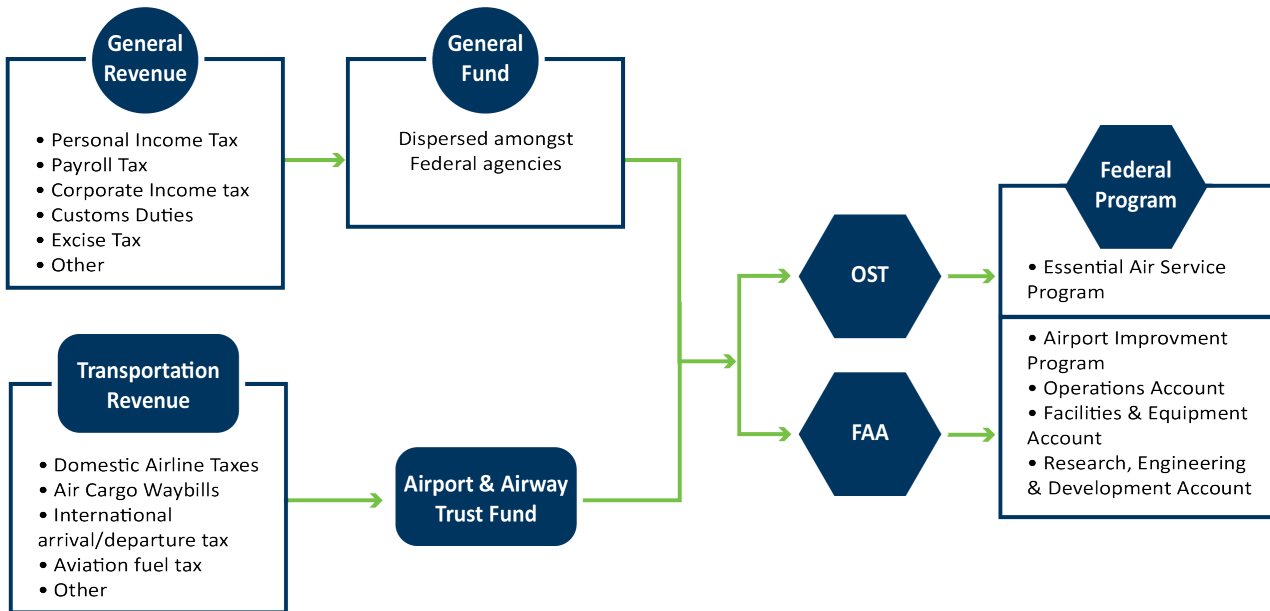 General
Revenue
• Personal Income Tax
• Payroll Tax
• Corporate Income tax
• Customs Duties
• Excise Tax
• Other
General
Fund
Dispersed amongst
Federal agencies
Transportation
Revenue
• Domestic Airline Taxes
• Air Cargo Waybills
• International
arrival/departure tax
• Aviation fuel tax
• Other
Airport & Airway
Trust Fund
OST
FAA
Federal
Program
• Essential Air Service
Program
• Airport Improvment
Program
• Operations Account
• Facilities & Equipment
Account
• Research, Engineering
& Development Account